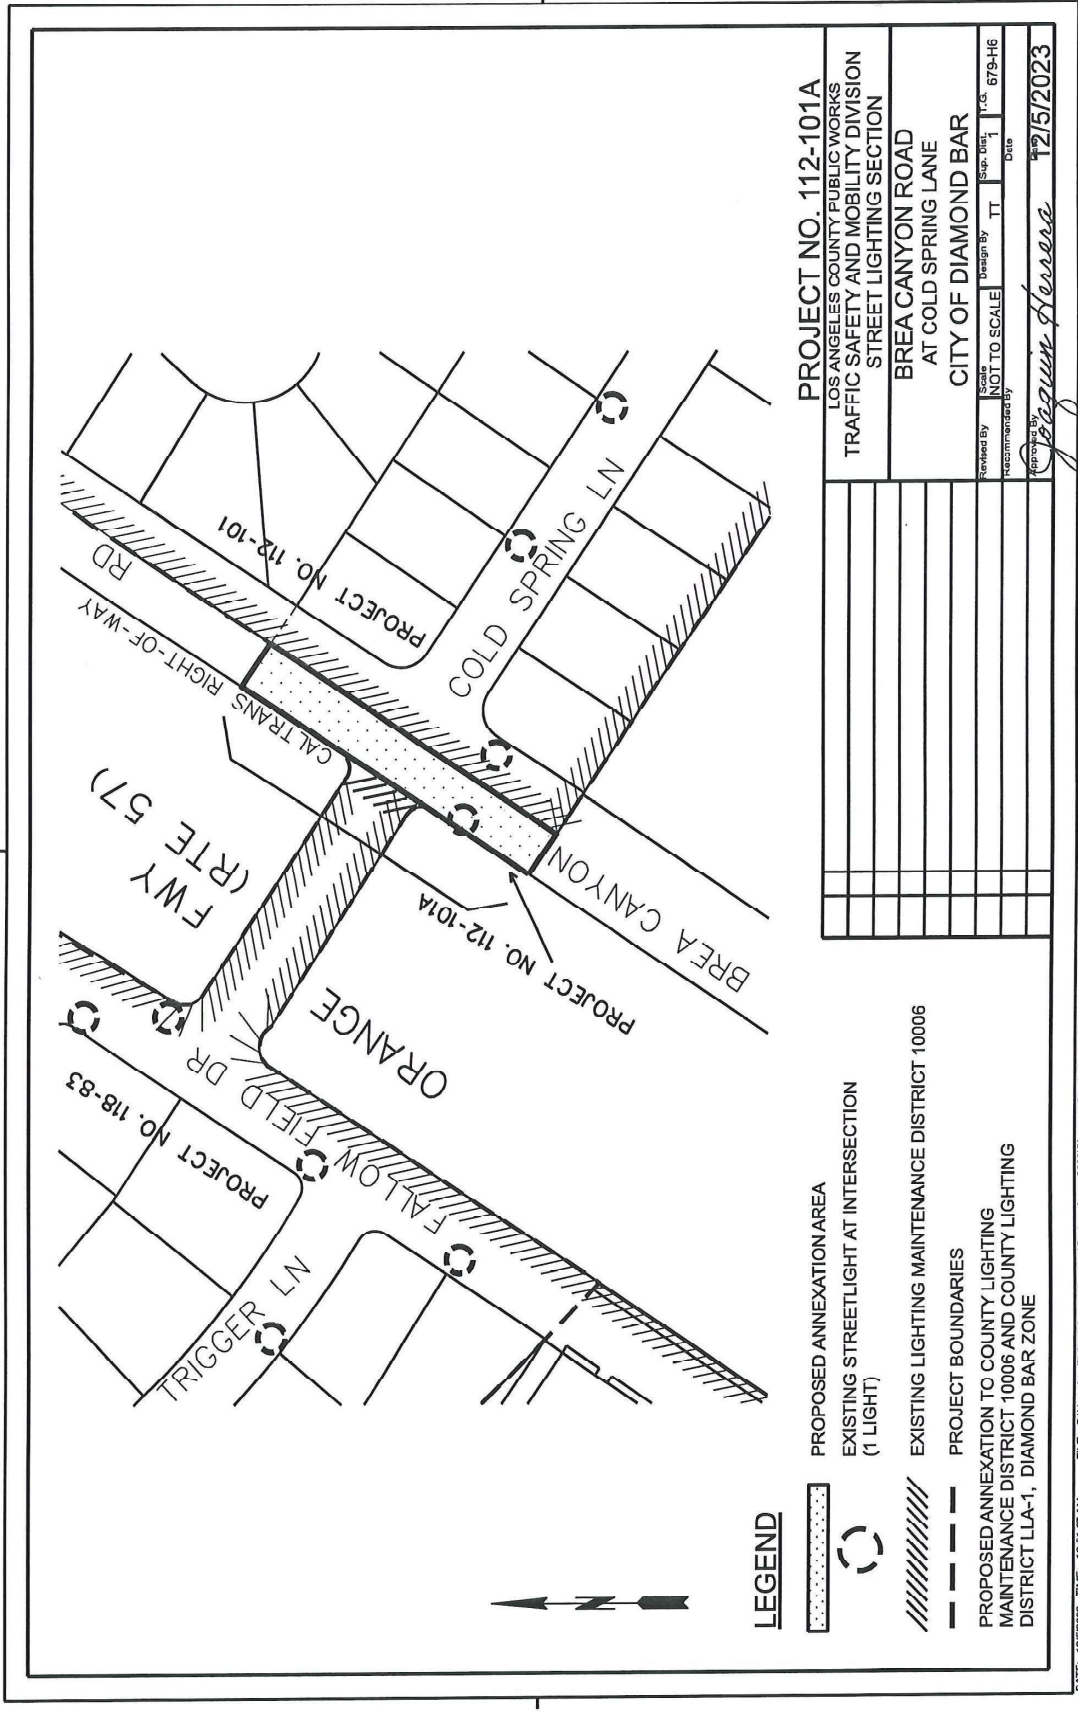 TRIGGER LN
PROJECT NO. 118-83
FALLOW FIELD DR
ORANGE
FWY
(RTE 57)
CALTRANS RIGHT-OF-WAY
RD
PROJECT NO. 112-101
COLD SPRING LN
BREA CANYON
PROJECT NO. 112-101A
LEGEND
PROPOSED ANNEXATION AREA
EXISTING STREETLIGHT AT INTERSECTION
(1 LIGHT)
EXISTING LIGHTING MAINTENANCE DISTRICT 10006
PROJECT BOUNDARIES
PROPOSED ANNEXATION TO COUNTY LIGHTING
MAINTENANCE DISTRICT 10006 AND COUNTY LIGHTING
DISTRICT LLA-1, DIAMOND BAR ZONE
PROJECT NO. 112-101A
LOS ANGELES COUNTY PUBLIC WORKS
TRAFFIC SAFETY AND MOBILITY DIVISION
STREET LIGHTING SECTION
BREA CANYON ROAD
AT COLD SPRING LANE
CITY OF DIAMOND BAR
Revised By
Scale
NOT TO SCALE
Design By
TT
Sup. Dist.
1
T.G.
679-H6
Recommended By
Date
Approved By
Joaquin Herrera
12/5/2023